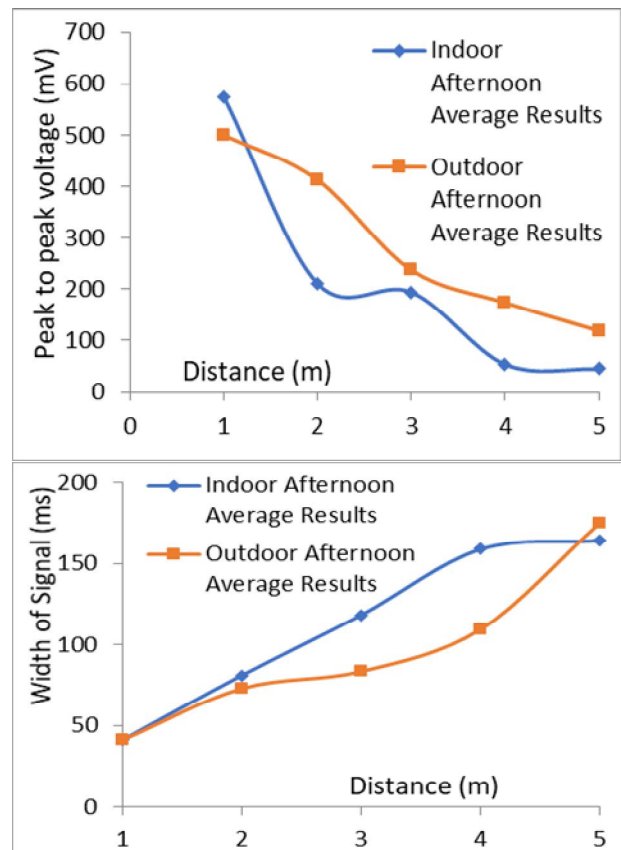 700
600
500
400
300
200
100
0
Peak to peak voltage (mV)
Indoor
Afternoon
Average Results
Outdoor
Afternoon
Average Results
Distance (m)
0 1 2 3 4 5
200
150
100
50
0
Width of Signal (ms)
Indoor Afternoon
Average Results
Outdoor Afternoon
Average Results
Distance (m)
1 2 3 4 5